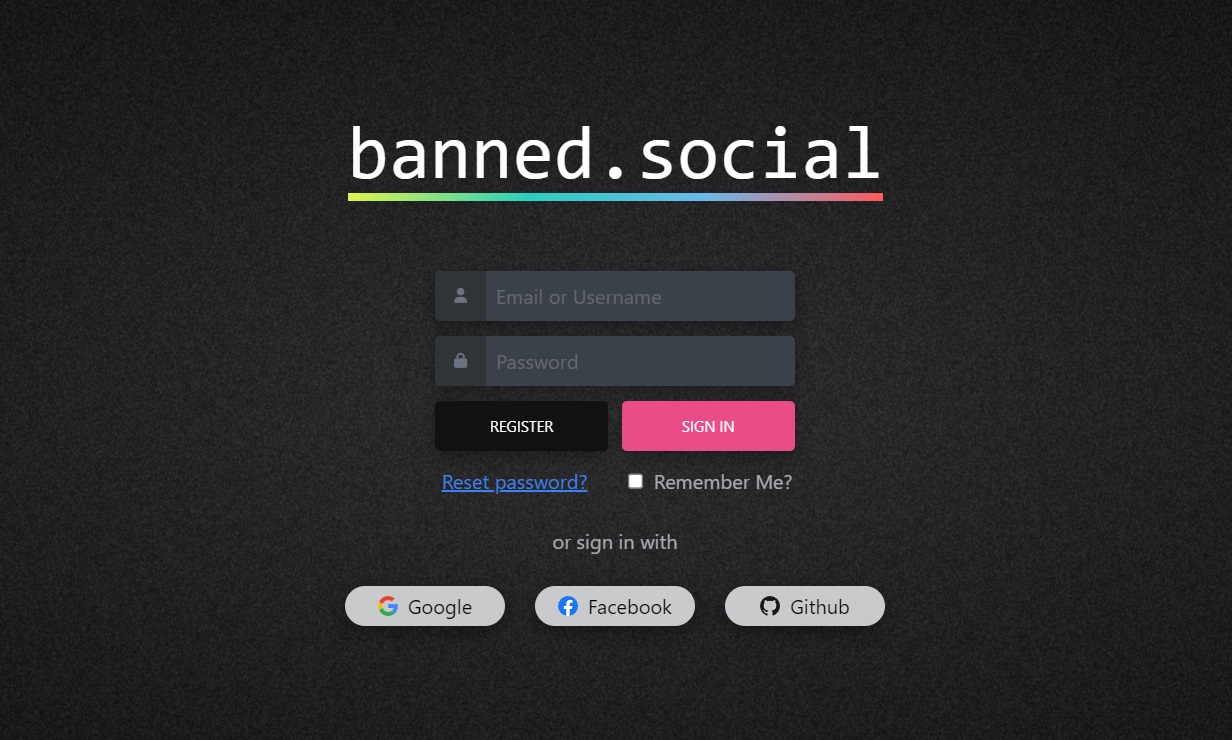 banned.social
Email or Username
Password
REGISTER SIGN IN
Reset password? Remember Me?
or sign in with
Google Facebook Github